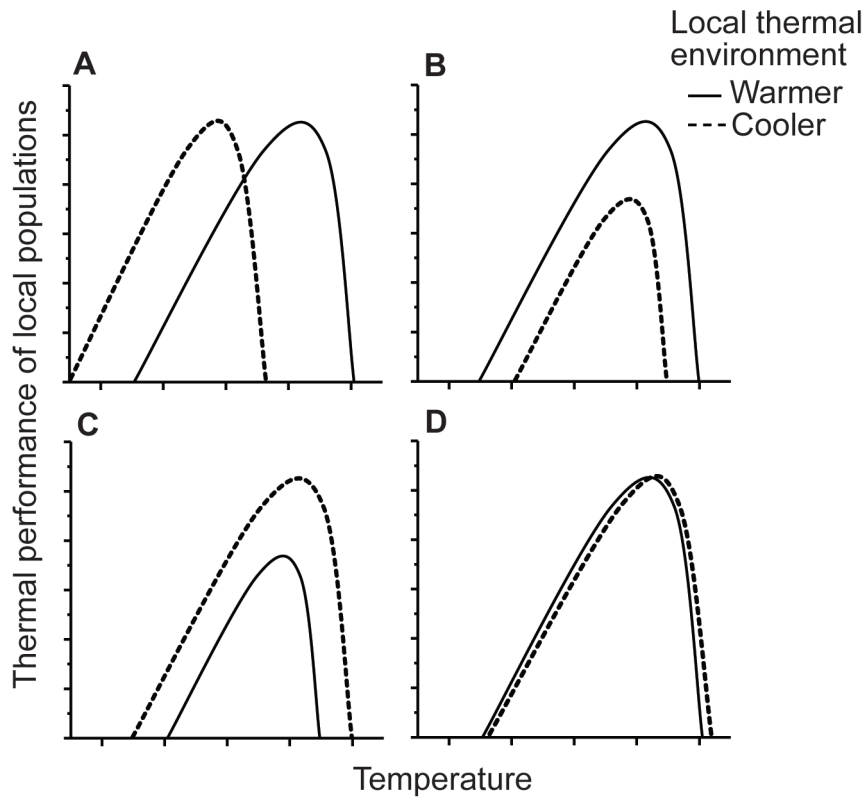 Local thermal
environment
Warmer
Cooler
A
B
C
D
Thermal performance of local populations
Temperature